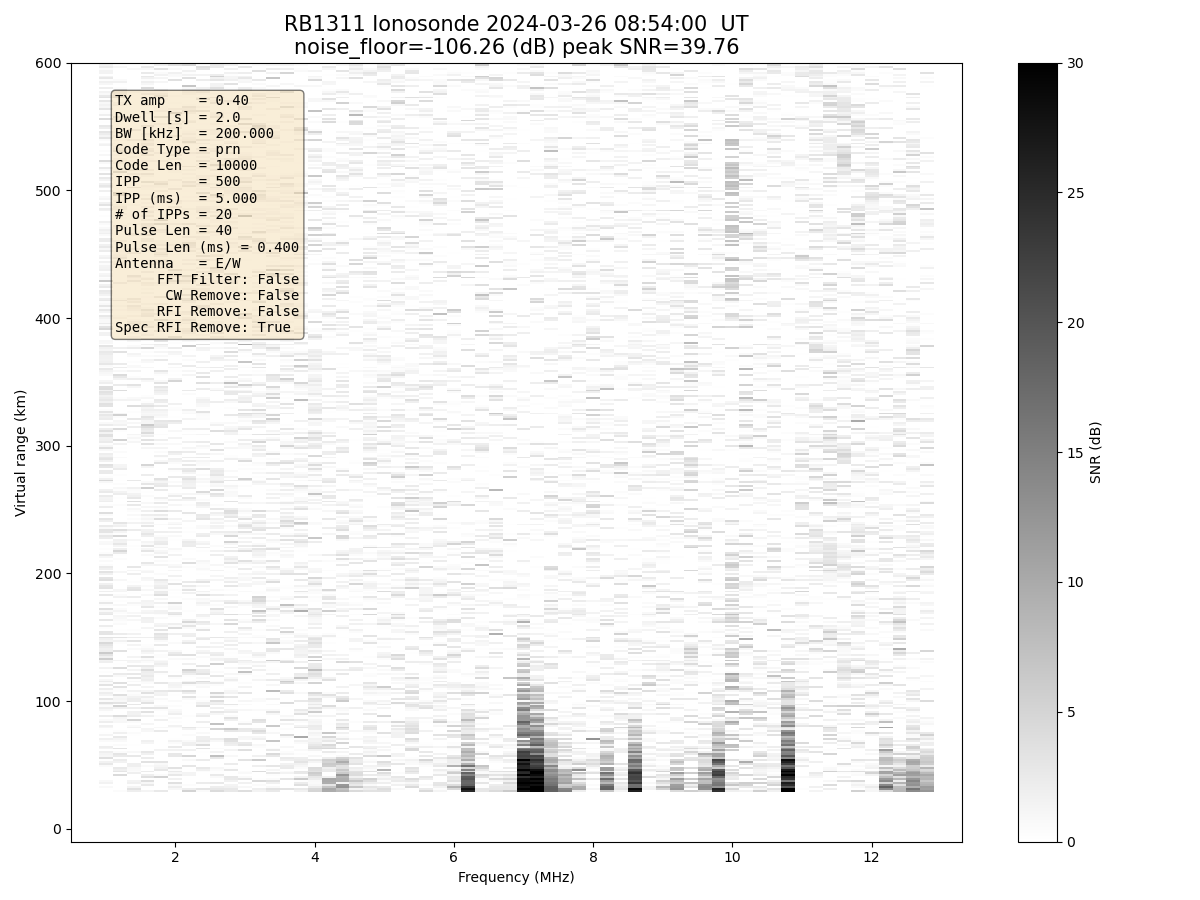 RB1311 Ionosonde 2024-03-26 08:54:00  UT
noise_floor=-106.26 (dB) peak SNR=39.76
TX amp    = 0.40
Dwell [s] = 2.0
BW [kHz]  = 200.000
Code Type = prn
Code Len  = 10000
IPP       = 500
IPP (ms)  = 5.000
# of IPPs = 20
Pulse Len = 40
Pulse Len (ms) = 0.400
Antenna   = E/W
FFT Filter: False
CW Remove: False
RFI Remove: False
Spec RFI Remove: True
600
500
400
300
200
100
0
Virtual range (km)
2 4 6 8 10 12
Frequency (MHz)
30
25
20
15
10
5
0
SNR (dB)